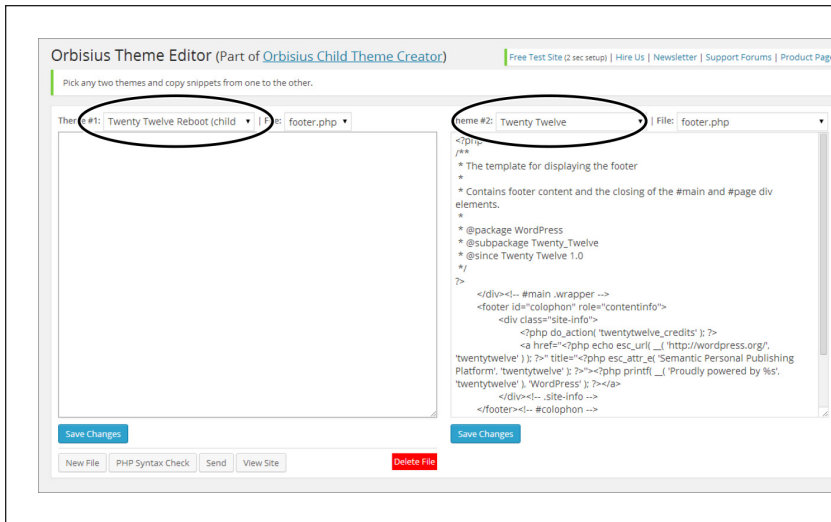 Orbisius Theme Editor (Part of Orbisius Child Theme Creator)
Free Test Site (2 sec setup) | Hire Us | Newsletter | Support Forums | Product Page
Pick any two themes and copy snippets from one to the other.
Theme #1: Twenty Twelve Reboot (child | File: footer.php
heme #2: Twenty Twelve | File: footer.php
<?php
/**
* The template for displaying the footer
*
* Contains footer content and the closing of the #main and #page div
elements.
*
* @package WordPress
* @subpackage Twenty_Twelve
* @since Twenty Twelve 1.0
*/
?>
</div><!-- #main .wrapper -->
<footer id="colophon" role="contentinfo">
<div class="site-info">
<?php do_action( 'twentytwelve_credits' ); ?>
<a href="<?php echo esc_url( __( 'http://wordpress.org/',
'twentytwelve' ) ); ?>" title="<?php esc_attr_e( 'Semantic Personal Publishing
Platform', 'twentytwelve' ); ?>"><?php printf( __( 'Proudly powered by %s',
'twentytwelve' ), 'WordPress' ); ?></a>
</div><!-- .site-info -->
</footer><!-- #colophon -->
Save Changes
Save Changes
New File PHP Syntax Check Send View Site Delete File